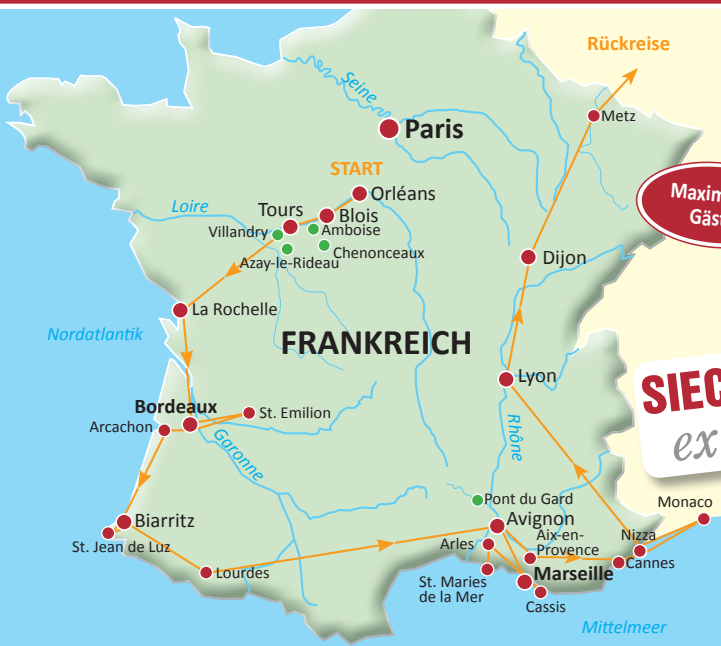 Rückreise
Seine
Metz
Paris
START
Orléans
Loire
Tours
Blois
Villandry
Amboise
Chenonceaux
Azay-le-Rideau
Dijon
La Rochelle
Nordatlantik
FRANKREICH
Lyon
Bordeaux
St. Emilion
Arcachon
Garonne
Rhône
Pont du Gard
Monaco
Biarritz
Avignon
St. Jean de Luz
Arles
Aix-en-
Provence
Nizza
Cannes
Lourdes
St. Maries
de la Mer
Marseille
Cassis
Mittelmeer